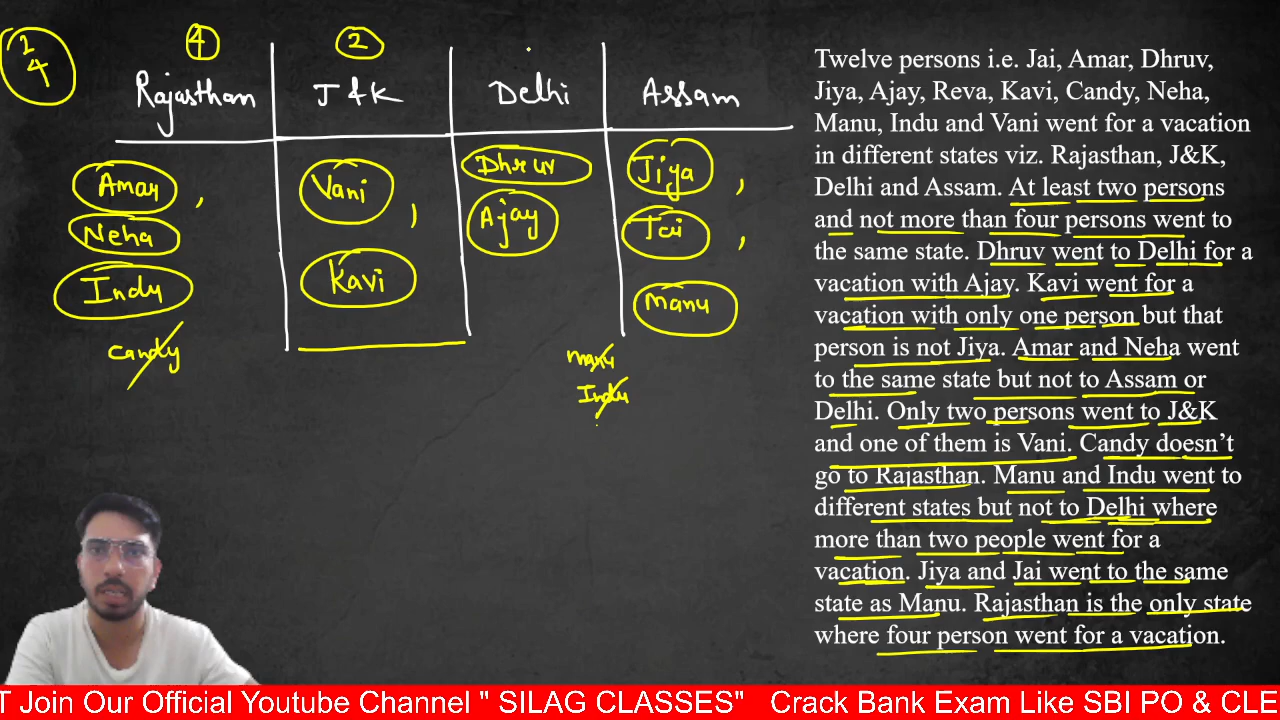 2
4
④ ②
Rajasthan J&K Delhi Assam
Amar, Vani, Dhruv Jiya,
Neha Ajay Jai,
Indu Kavi Manu
Candy Manu
Indu
Twelve persons i.e. Jai, Amar, Dhruv,
Jiya, Ajay, Reva, Kavi, Candy, Neha,
Manu, Indu and Vani went for a vacation
in different states viz. Rajasthan, J&K,
Delhi and Assam. At least two persons
and not more than four persons went to
the same state. Dhruv went to Delhi for a
vacation with Ajay. Kavi went for a
vacation with only one person but that
person is not Jiya. Amar and Neha went
to the same state but not to Assam or
Delhi. Only two persons went to J&K
and one of them is Vani. Candy doesn’t
go to Rajasthan. Manu and Indu went to
different states but not to Delhi where
more than two people went for a
vacation. Jiya and Jai went to the same
state as Manu. Rajasthan is the only state
where four person went for a vacation.
T Join Our Official Youtube Channel " SILAG CLASSES" Crack Bank Exam Like SBI PO & CLE